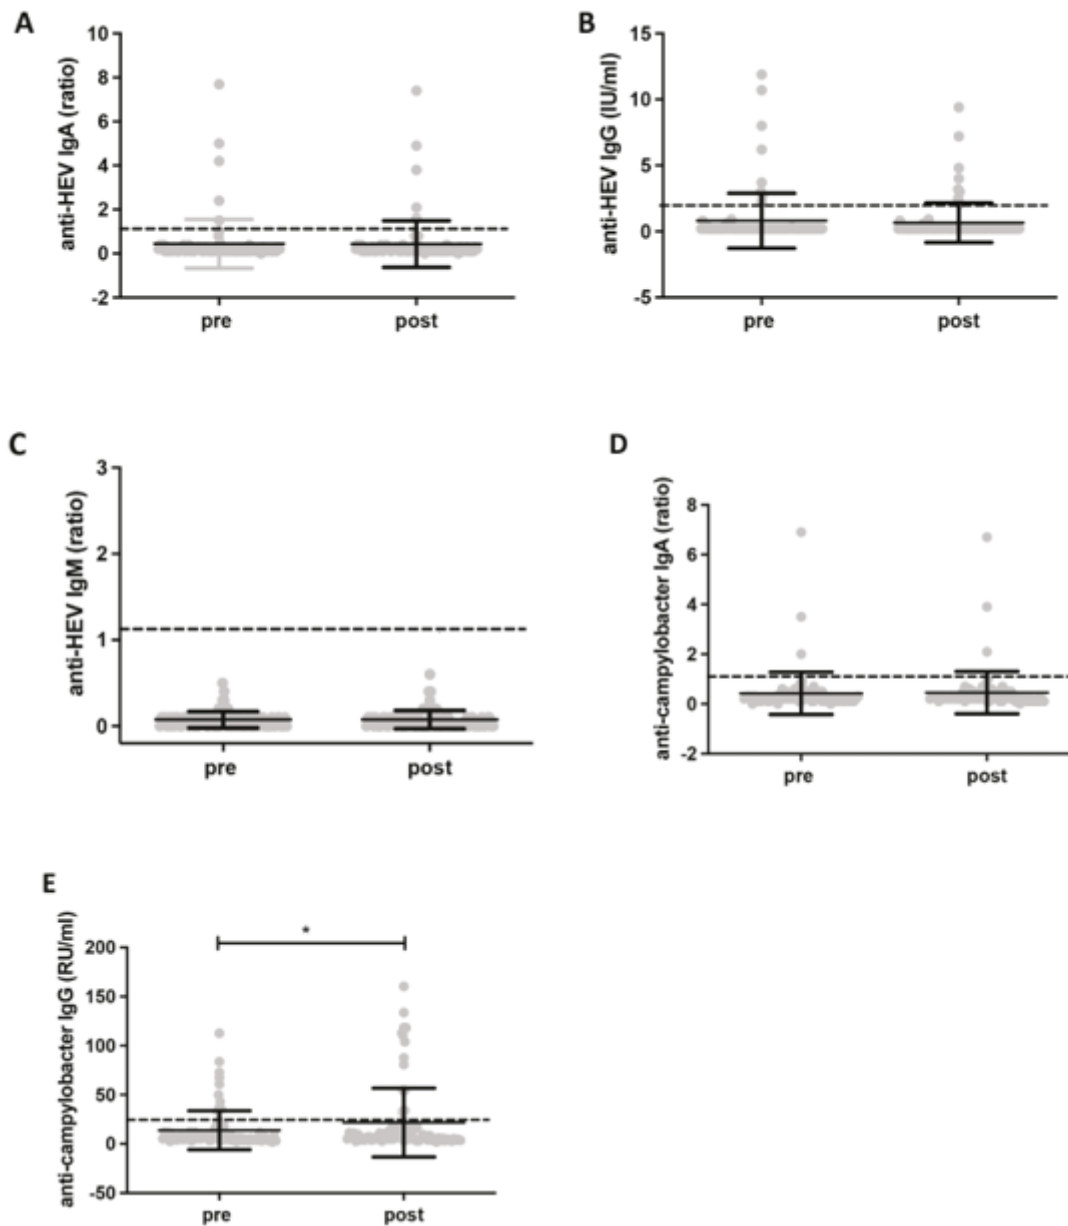 A
anti-HEV IgA (ratio)
10
8
6
4
2
0
-2
pre
post
B
anti-HEV IgG (IU/ml)
15
10
5
0
-5
pre
post
C
anti-HEV IgM (ratio)
3
2
1
0
pre
post
D
anti-campylobacter IgA (ratio)
8
6
4
2
0
-2
pre
post
E
anti-campylobacter IgG (RU/ml)
200
150
100
50
0
-50
*
pre
post